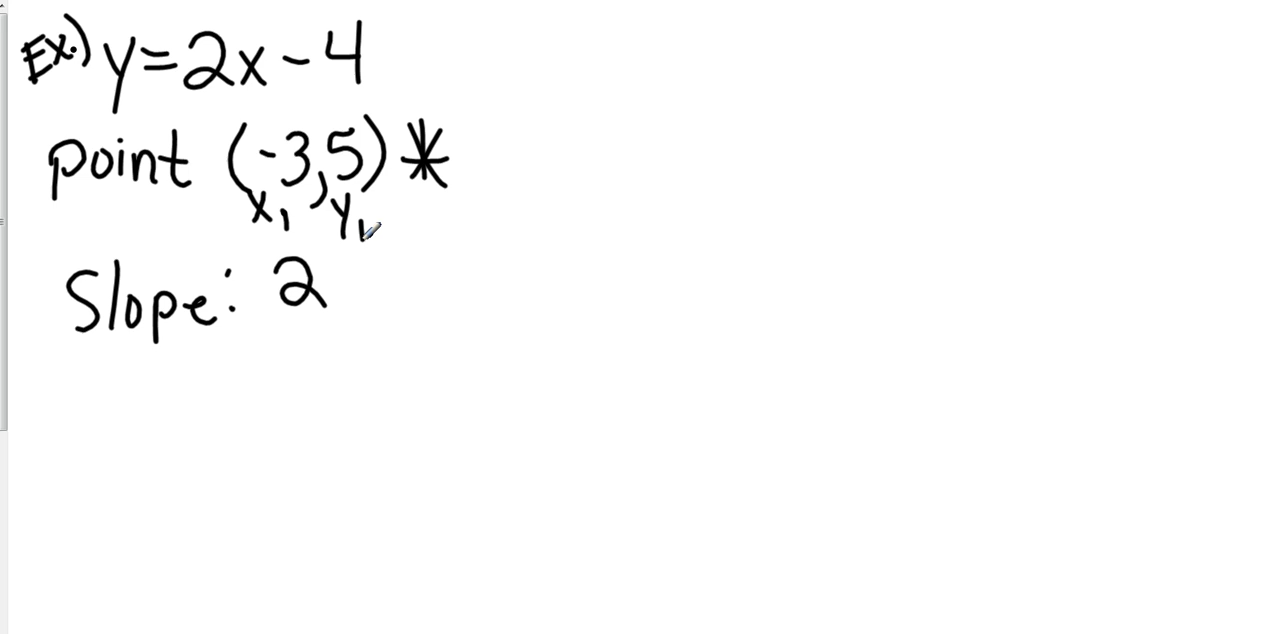 Ex.) y=2x-4
point (-3,5)*
x₁ y₁
Slope: 2